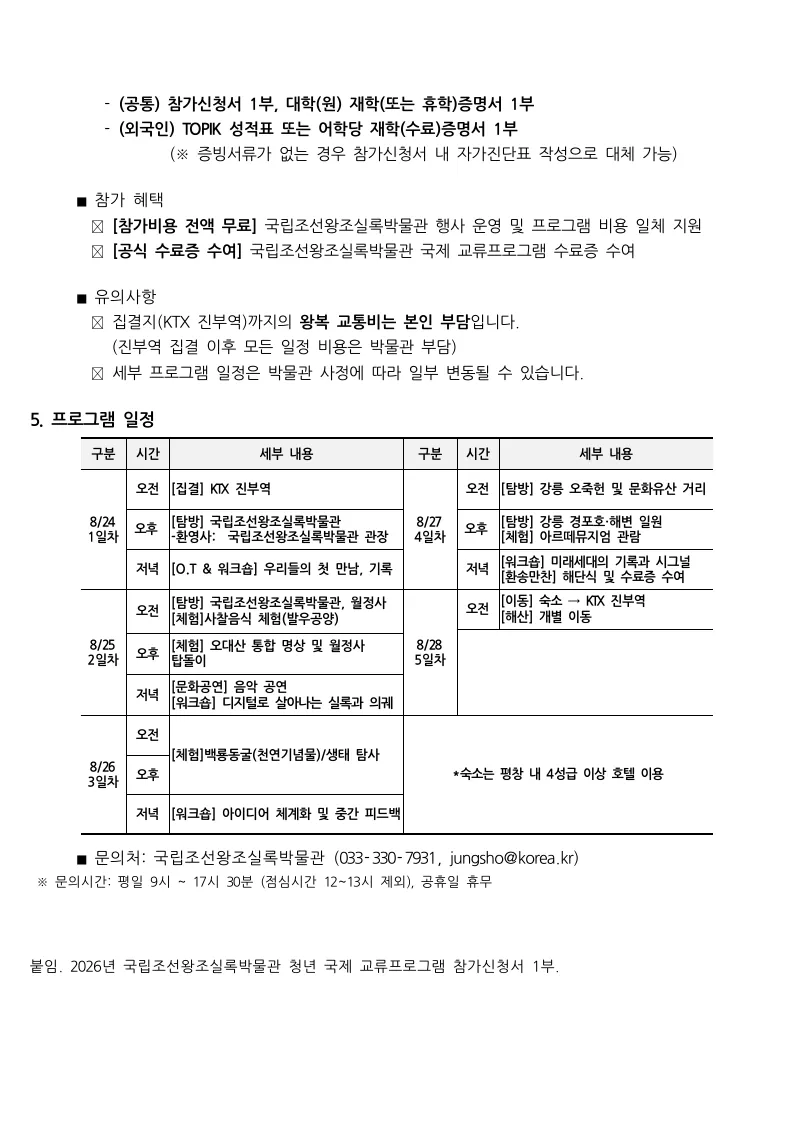 - (공통) 참가신청서 1부, 대학(원) 재학(또는 휴학)증명서 1부
- (외국인) TOPIK 성적표 또는 어학당 재학(수료)증명서 1부
(※ 증빙서류가 없는 경우 참가신청서 내 자가진단표 작성으로 대체 가능)
■ 참가 혜택
☒ [참가비용 전액 무료] 국립조선왕조실록박물관 행사 운영 및 프로그램 비용 일체 지원
☒ [공식 수료증 수여] 국립조선왕조실록박물관 국제 교류프로그램 수료증 수여
■ 유의사항
☒ 집결지(KTX 진부역)까지의 왕복 교통비는 본인 부담입니다.
(진부역 집결 이후 모든 일정 비용은 박물관 부담)
☒ 세부 프로그램 일정은 박물관 사정에 따라 일부 변동될 수 있습니다.
5. 프로그램 일정
구분 시간 세부 내용 구분 시간 세부 내용
8/24
1일차
오전 [집결] KTX 진부역
오후 [탐방] 국립조선왕조실록박물관
-환영사: 국립조선왕조실록박물관 관장
저녁 [O.T & 워크숍] 우리들의 첫 만남, 기록
8/27
4일차
오전 [탐방] 강릉 오죽헌 및 문화유산 거리
오후 [탐방] 강릉 경포호·해변 일원
[체험] 아르떼뮤지엄 관람
저녁 [워크숍] 미래세대의 기록과 시그널
[환송만찬] 해단식 및 수료증 수여
8/25
2일차
오전 [탐방] 국립조선왕조실록박물관, 월정사
[체험]사찰음식 체험(발우공양)
오후 [체험] 오대산 통합 명상 및 월정사
탑돌이
저녁 [문화공연] 음악 공연
[워크숍] 디지털로 살아나는 실록과 의궤
8/28
5일차
오전 [이동] 숙소 → KTX 진부역
[해산] 개별 이동
8/26
3일차
오전
오후
[체험]백룡동굴(천연기념물)/생태 탐사
저녁 [워크숍] 아이디어 체계화 및 중간 피드백
*숙소는 평창 내 4성급 이상 호텔 이용
■ 문의처: 국립조선왕조실록박물관 (033-330-7931, jungsho@korea.kr)
※ 문의시간: 평일 9시 ~ 17시 30분 (점심시간 12~13시 제외), 공휴일 휴무
붙임. 2026년 국립조선왕조실록박물관 청년 국제 교류프로그램 참가신청서 1부.